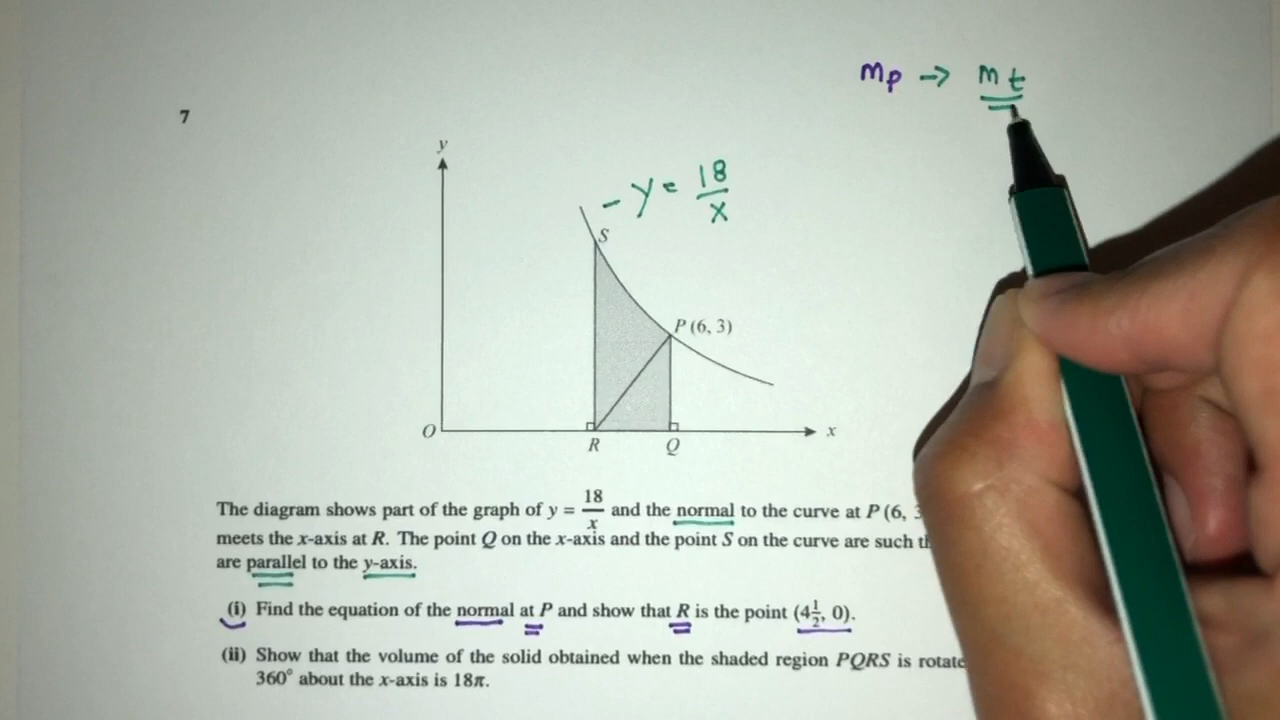 mp → mt
7
y
- y = 18/x
S
P (6, 3)
O
R
Q
x
The diagram shows part of the graph of y = 18/x and the normal to the curve at P (6,
meets the x-axis at R. The point Q on the x-axis and the point S on the curve are such
are parallel to the y-axis.
(i) Find the equation of the normal at P and show that R is the point (4½, 0).
(ii) Show that the volume of the solid obtained when the shaded region PQRS is
360° about the x-axis is 18π.